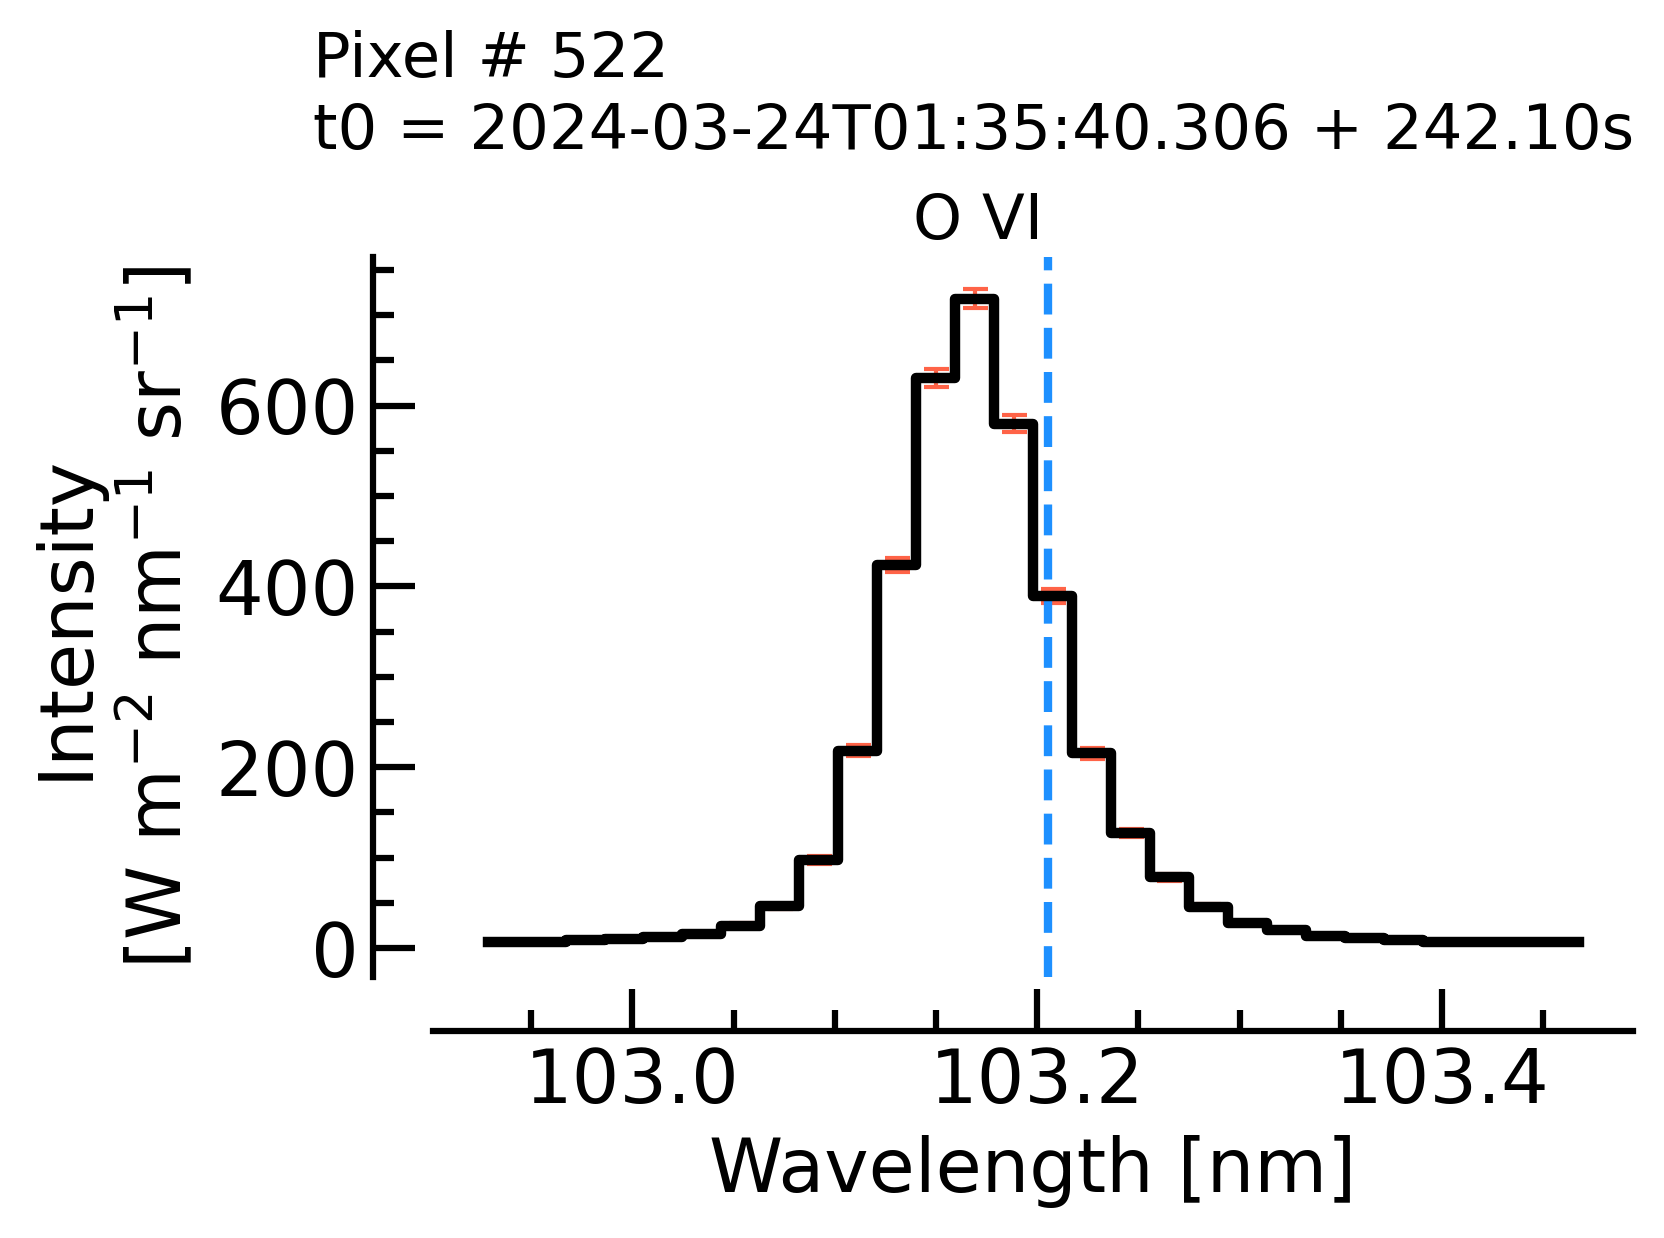 Pixel # 522
t0 = 2024-03-24T01:35:40.306 + 242.10s
O VI
Intensity
[W m⁻² nm⁻¹ sr⁻¹]
600
400
200
0
103.0 103.2 103.4
Wavelength [nm]